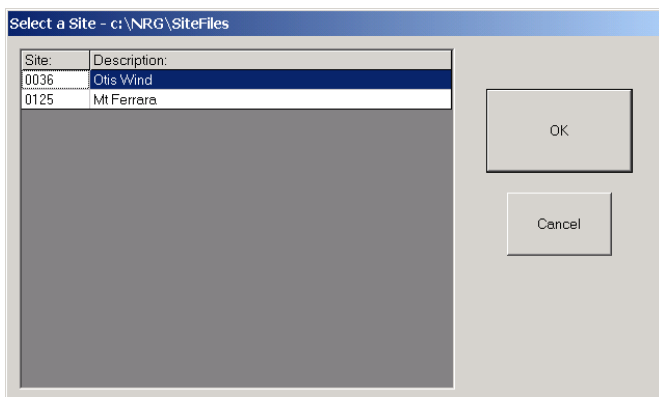 Select a Site - c:\NRG\SiteFiles
Site: Description:
0036 Otis Wind
0125 Mt Ferrara
OK
Cancel